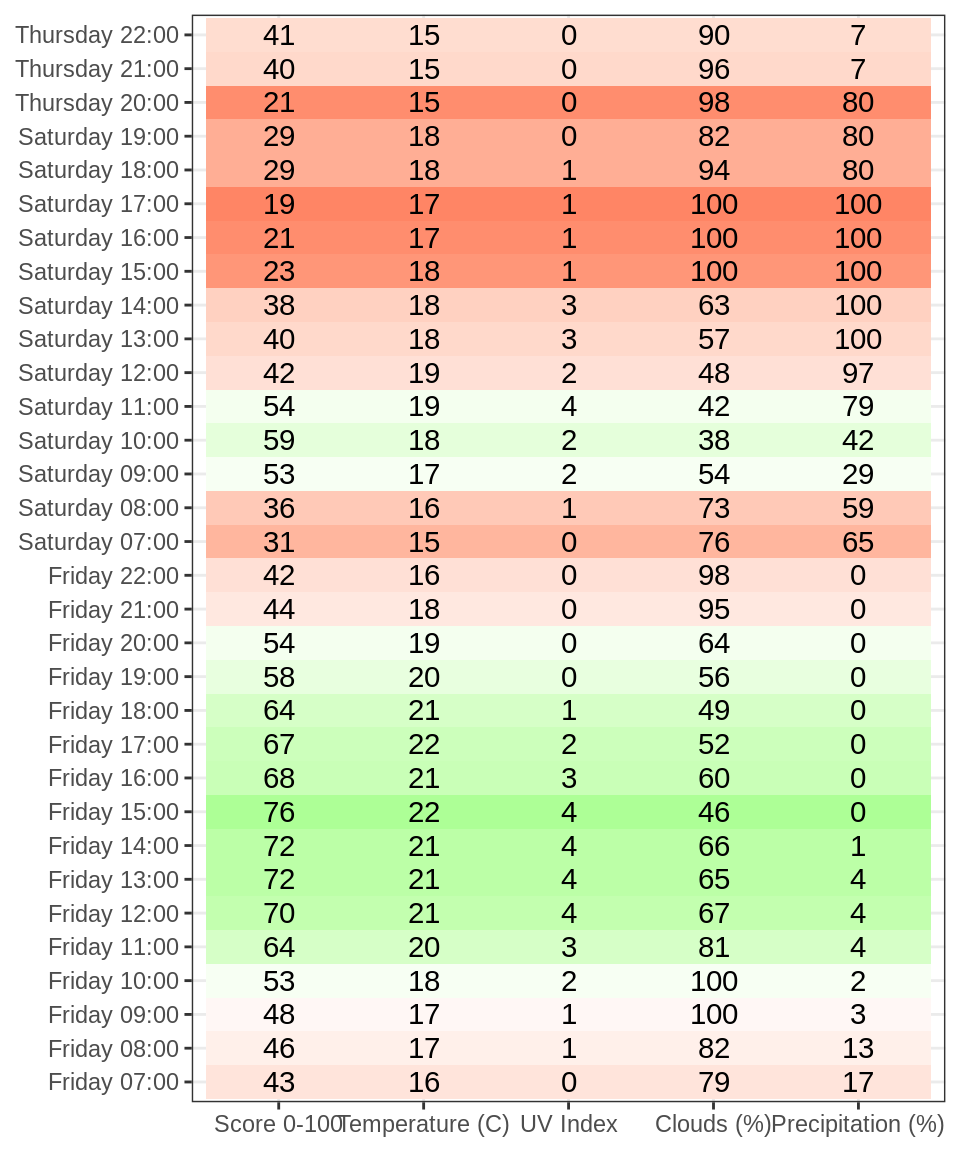 Thursday 22:00 41 15 0 90 7
Thursday 21:00 40 15 0 96 7
Thursday 20:00 21 15 0 98 80
Saturday 19:00 29 18 0 82 80
Saturday 18:00 29 18 1 94 80
Saturday 17:00 19 17 1 100 100
Saturday 16:00 21 17 1 100 100
Saturday 15:00 23 18 1 100 100
Saturday 14:00 38 18 3 63 100
Saturday 13:00 40 18 3 57 100
Saturday 12:00 42 19 2 48 97
Saturday 11:00 54 19 4 42 79
Saturday 10:00 59 18 2 38 42
Saturday 09:00 53 17 2 54 29
Saturday 08:00 36 16 1 73 59
Saturday 07:00 31 15 0 76 65
Friday 22:00 42 16 0 98 0
Friday 21:00 44 18 0 95 0
Friday 20:00 54 19 0 64 0
Friday 19:00 58 20 0 56 0
Friday 18:00 64 21 1 49 0
Friday 17:00 67 22 2 52 0
Friday 16:00 68 21 3 60 0
Friday 15:00 76 22 4 46 0
Friday 14:00 72 21 4 66 1
Friday 13:00 72 21 4 65 4
Friday 12:00 70 21 4 67 4
Friday 11:00 64 20 3 81 4
Friday 10:00 53 18 2 100 2
Friday 09:00 48 17 1 100 3
Friday 08:00 46 17 1 82 13
Friday 07:00 43 16 0 79 17
Score 0-100 Temperature (C) UV Index Clouds (%) Precipitation (%)